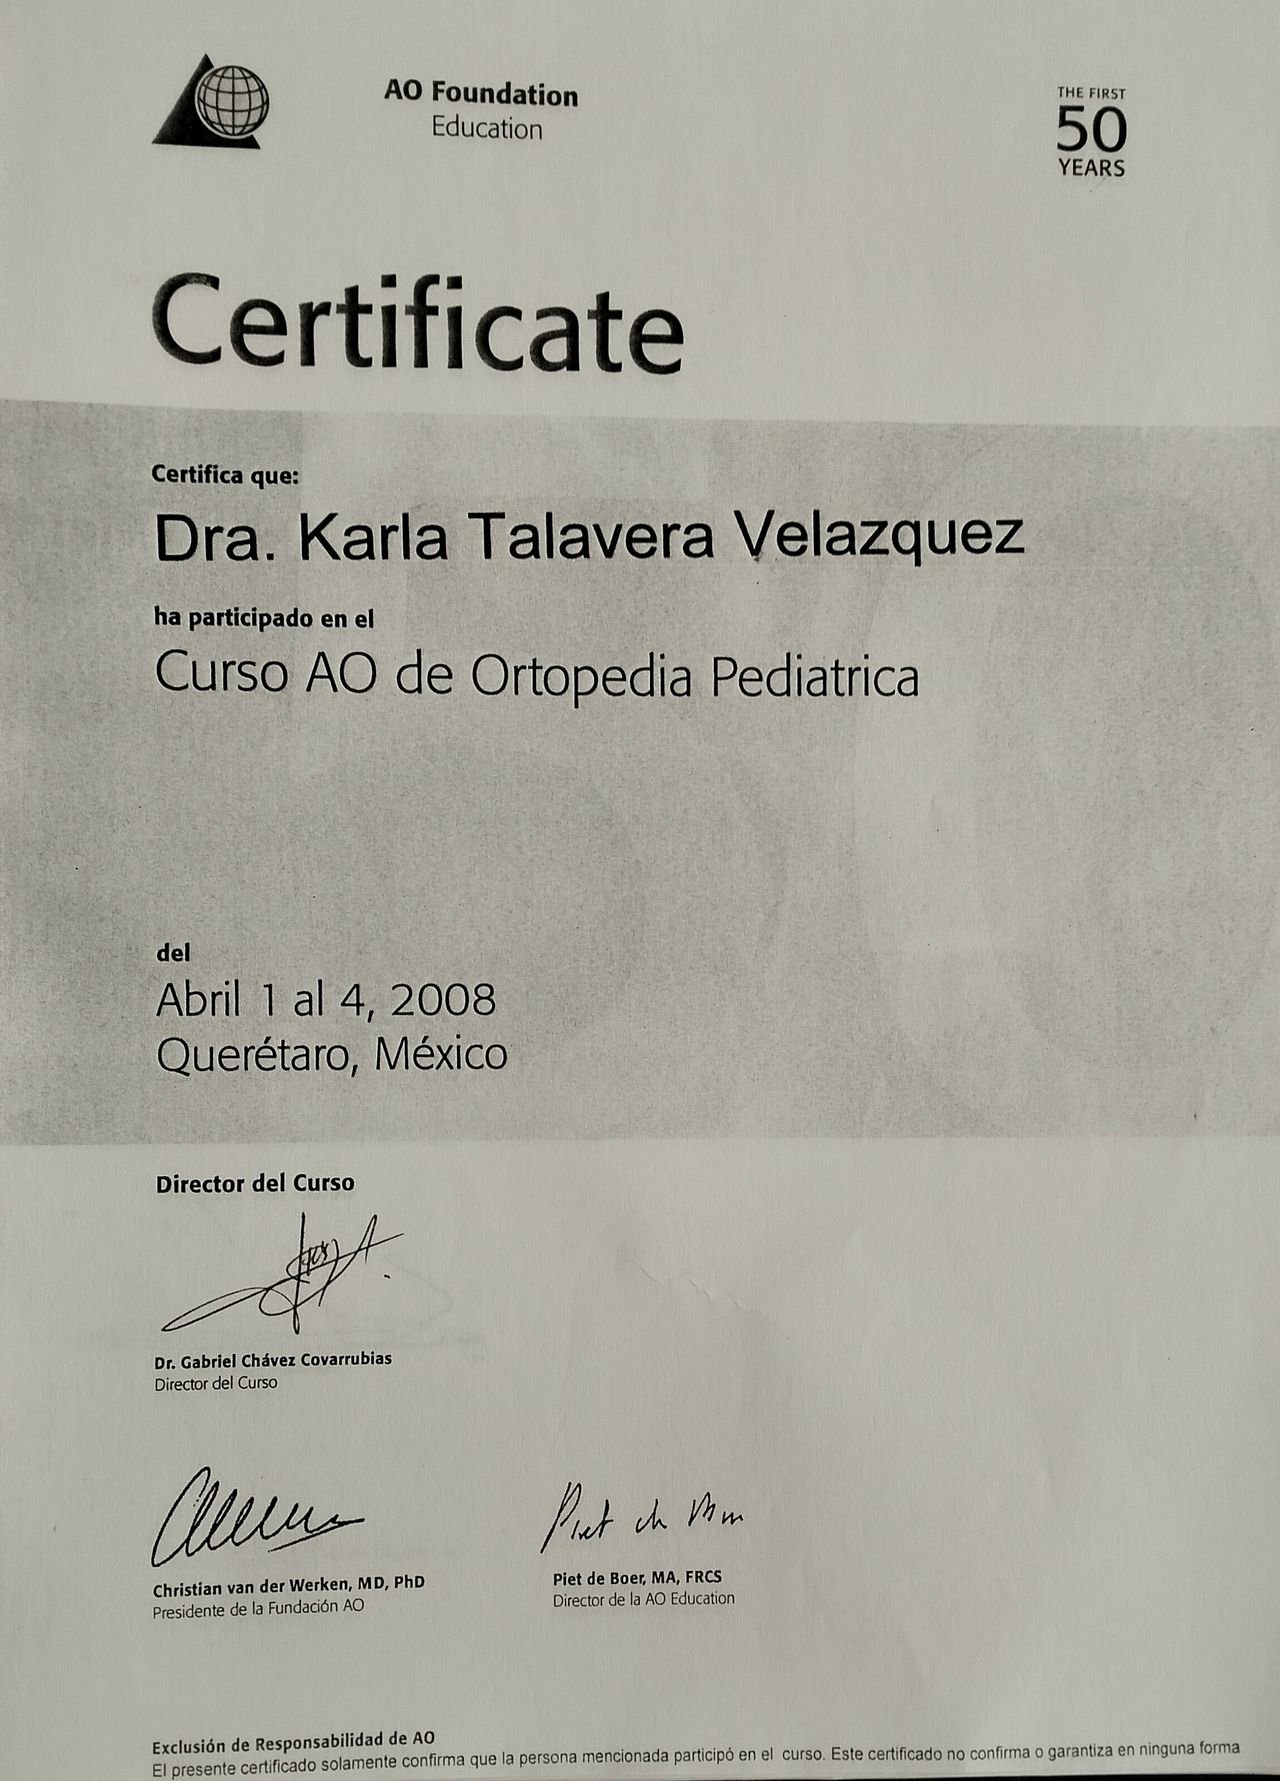 AO Foundation
Education
THE FIRST
50
YEARS
Certificate
Certifica que:
Dra. Karla Talavera Velazquez
ha participado en el
Curso AO de Ortopedia Pediatrica
del
Abril 1 al 4, 2008
Querétaro, México
Director del Curso
Dr. Gabriel Chávez Covarrubias
Director del Curso
Piet de Boer
Christian van der Werken, MD, PhD
Presidente de la Fundación AO
Piet de Boer, MA, FRCS
Director de la AO Education
Exclusión de Responsabilidad de AO
El presente certificado solamente confirma que la persona mencionada participó en el curso. Este certificado no confirma o garantiza en ninguna forma